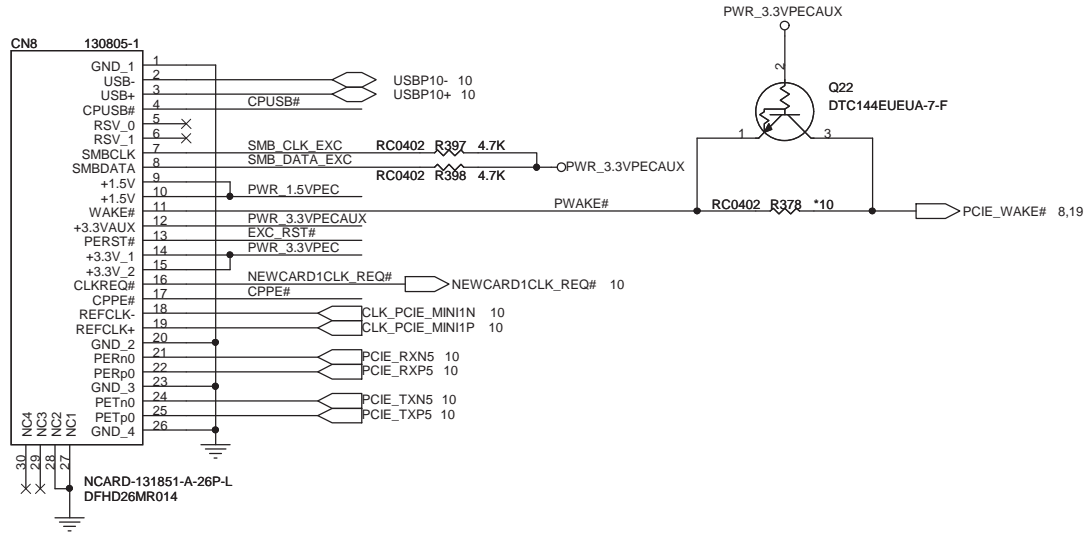 PWR_3.3VPECAUX
CN8 130805-1
GND_1 1
USB- 2 USBP10- 10
USB+ 3 USBP10+ 10
CPUSB# 4 CPUSB#
RSV_0 5
RSV_1 6
SMBCLK 7 SMB_CLK_EXC RC0402 R397 4.7K
SMBDATA 8 SMB_DATA_EXC RC0402 R398 4.7K
PWR_3.3VPECAUX
+1.5V 9
+1.5V 10 PWR_1.5VPEC
WAKE# 11 PWAKE#
+3.3VAUX 12 PWR_3.3VPECAUX
PERST# 13 EXC_RST#
+3.3V_1 14 PWR_3.3VPEC
+3.3V_2 15
CLKREQ# 16 NEWCARD1CLK_REQ# NEWCARD1CLK_REQ# 10
CPPE# 17 CPPE#
REFCLK- 18 CLK_PCIE_MINI1N 10
REFCLK+ 19 CLK_PCIE_MINI1P 10
GND_2 20
PERn0 21 PCIE_RXN5 10
PERp0 22 PCIE_RXP5 10
GND_3 23
PETn0 24 PCIE_TXN5 10
PETp0 25 PCIE_TXP5 10
GND_4 26
NC4 NC3 NC2 NC1
30 29 28 27
NCARD-131851-A-26P-L
DFHD26MR014
2
Q22
DTC144EUEUA-7-F
1 3
RC0402 R378 *10
PCIE_WAKE# 8,19